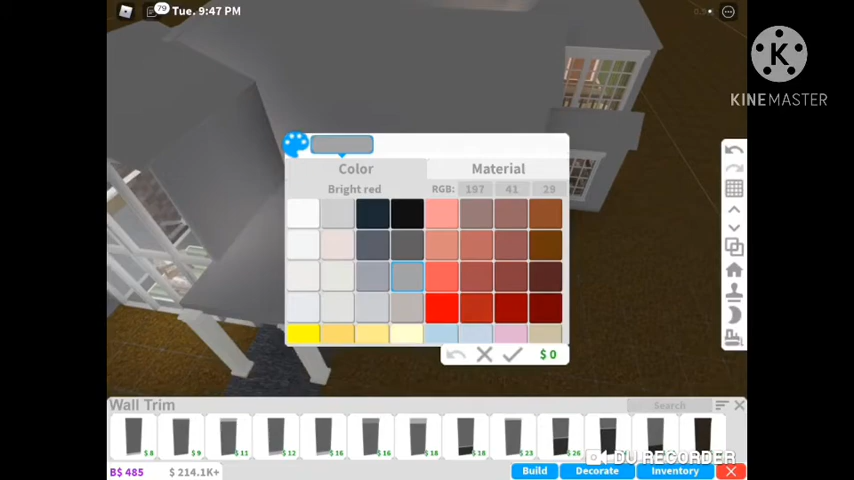 79 Tue. 9:47 PM
K
KINEMASTER
Color
Material
Bright red
RGB: 197 41 29
$ 0
Wall Trim
Search
$ 8 $ 9 $ 11 $ 12 $ 16 $ 16 $ 18 $ 18 $ 23 $ 26
DU RECORDER
B$ 485 $ 214.1K+
Build Decorate Inventory